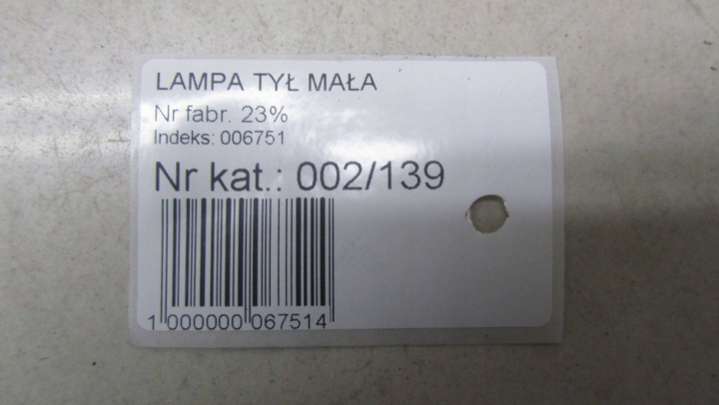 LAMPA TYŁ MAŁA
Nr fabr. 23%
Indeks: 006751
Nr kat.: 002/139
1 000000 067514